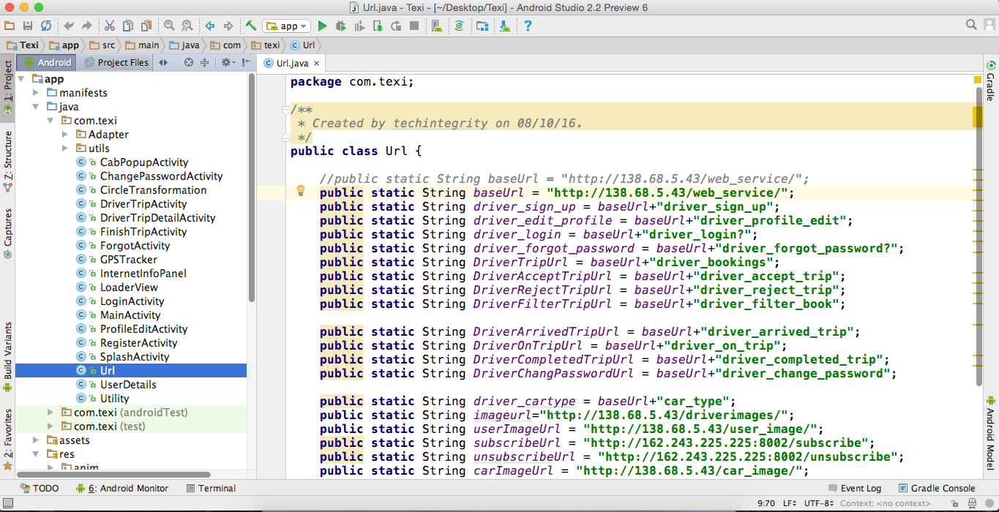 Url.java - Texi - [~/Desktop/Texi] - Android Studio 2.2 Preview 6
app
Texi app src main java com texi Url
Android Project Files
Url.java
1: Project
Z: Structure
Captures
Build Variants
2: Favorites
app
manifests
java
com.texi
Adapter
utils
CabPopupActivity
ChangePasswordActivity
CircleTransformation
DriverTripActivity
DriverTripDetailActivity
FinishTripActivity
ForgotActivity
GPSTracker
InternetInfoPanel
LoaderView
LoginActivity
MainActivity
ProfileEditActivity
RegisterActivity
SplashActivity
Url
UserDetails
Utility
com.texi (androidTest)
com.texi (test)
assets
res
anim
package com.texi;
/**
* Created by techintegrity on 08/10/16.
*/
public class Url {
//public static String baseUrl = "http://138.68.5.43/web_service/";
public static String baseUrl = "http://138.68.5.43/web_service/";
public static String driver_sign_up = baseUrl+"driver_sign_up";
public static String driver_edit_profile = baseUrl+"driver_profile_edit";
public static String driver_login = baseUrl+"driver_login?";
public static String driver_forgot_password = baseUrl+"driver_forgot_password?";
public static String DriverTripUrl = baseUrl+"driver_bookings";
public static String DriverAcceptTripUrl = baseUrl+"driver_accept_trip";
public static String DriverRejectTripUrl = baseUrl+"driver_reject_trip";
public static String DriverFilterTripUrl = baseUrl+"driver_filter_book";
public static String DriverArrivedTripUrl = baseUrl+"driver_arrived_trip";
public static String DriverOnTripUrl = baseUrl+"driver_on_trip";
public static String DriverCompletedTripUrl = baseUrl+"driver_completed_trip";
public static String DriverChangPasswordUrl = baseUrl+"driver_change_password";
public static String driver_cartype = baseUrl+"car_type";
public static String imageurl="http://138.68.5.43/driverimages/";
public static String userImageUrl = "http://138.68.5.43/user_image/";
public static String subscribeUrl = "http://162.243.225.225:8002/subscribe";
public static String unsubscribeUrl = "http://162.243.225.225:8002/unsubscribe";
public static String carImageUrl = "http://138.68.5.43/car_image/";
Gradle
Android Model
TODO 6: Android Monitor Terminal Event Log Gradle Console
9:70 LF UTF-8 Context: <no context>